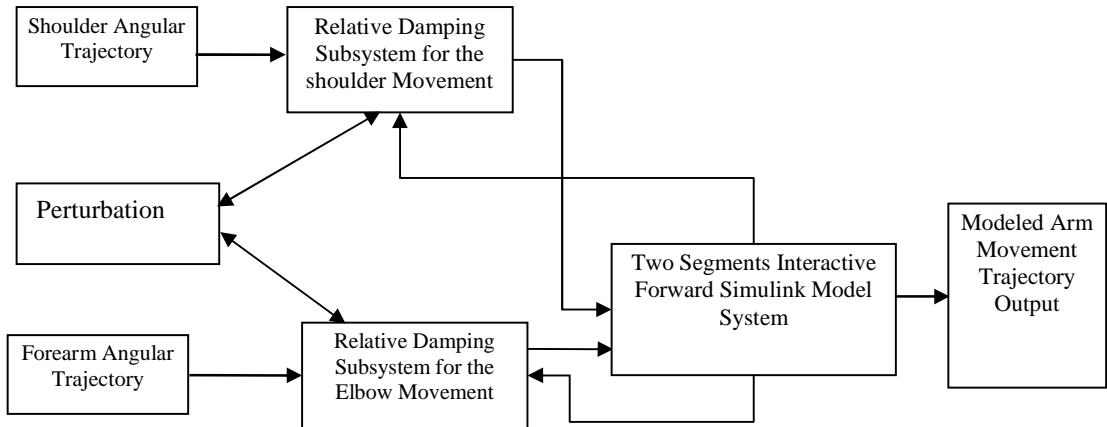 Shoulder Angular
Trajectory
Relative Damping
Subsystem for the
shoulder Movement
Perturbation
Two Segments Interactive
Forward Simulink Model
System
Modeled Arm
Movement
Trajectory
Output
Forearm Angular
Trajectory
Relative Damping
Subsystem for the
Elbow Movement